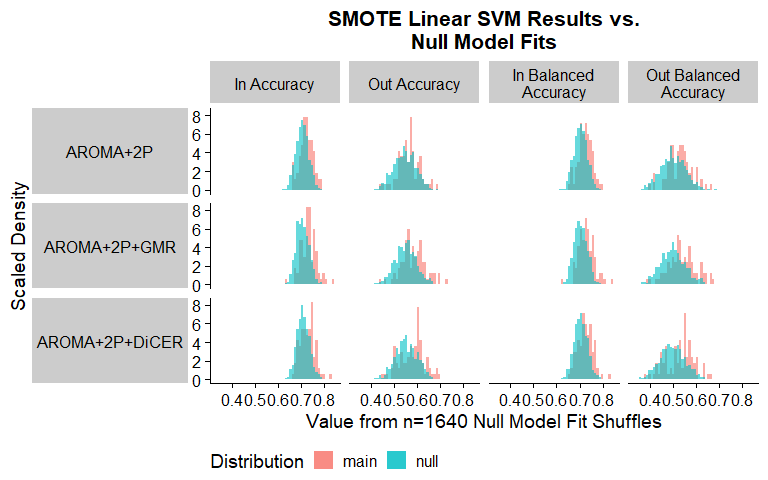 SMOTE Linear SVM Results vs.
Null Model Fits
In Accuracy
Out Accuracy
In Balanced
Accuracy
Out Balanced
Accuracy
Scaled Density
AROMA+2P
8
6
4
2
0
AROMA+2P+GMR
8
6
4
2
0
AROMA+2P+DiCER
8
6
4
2
0
0.40.50.60.70.8 0.40.50.60.70.8 0.40.50.60.70.8 0.40.50.60.70.8
Value from n=1640 Null Model Fit Shuffles
Distribution main null